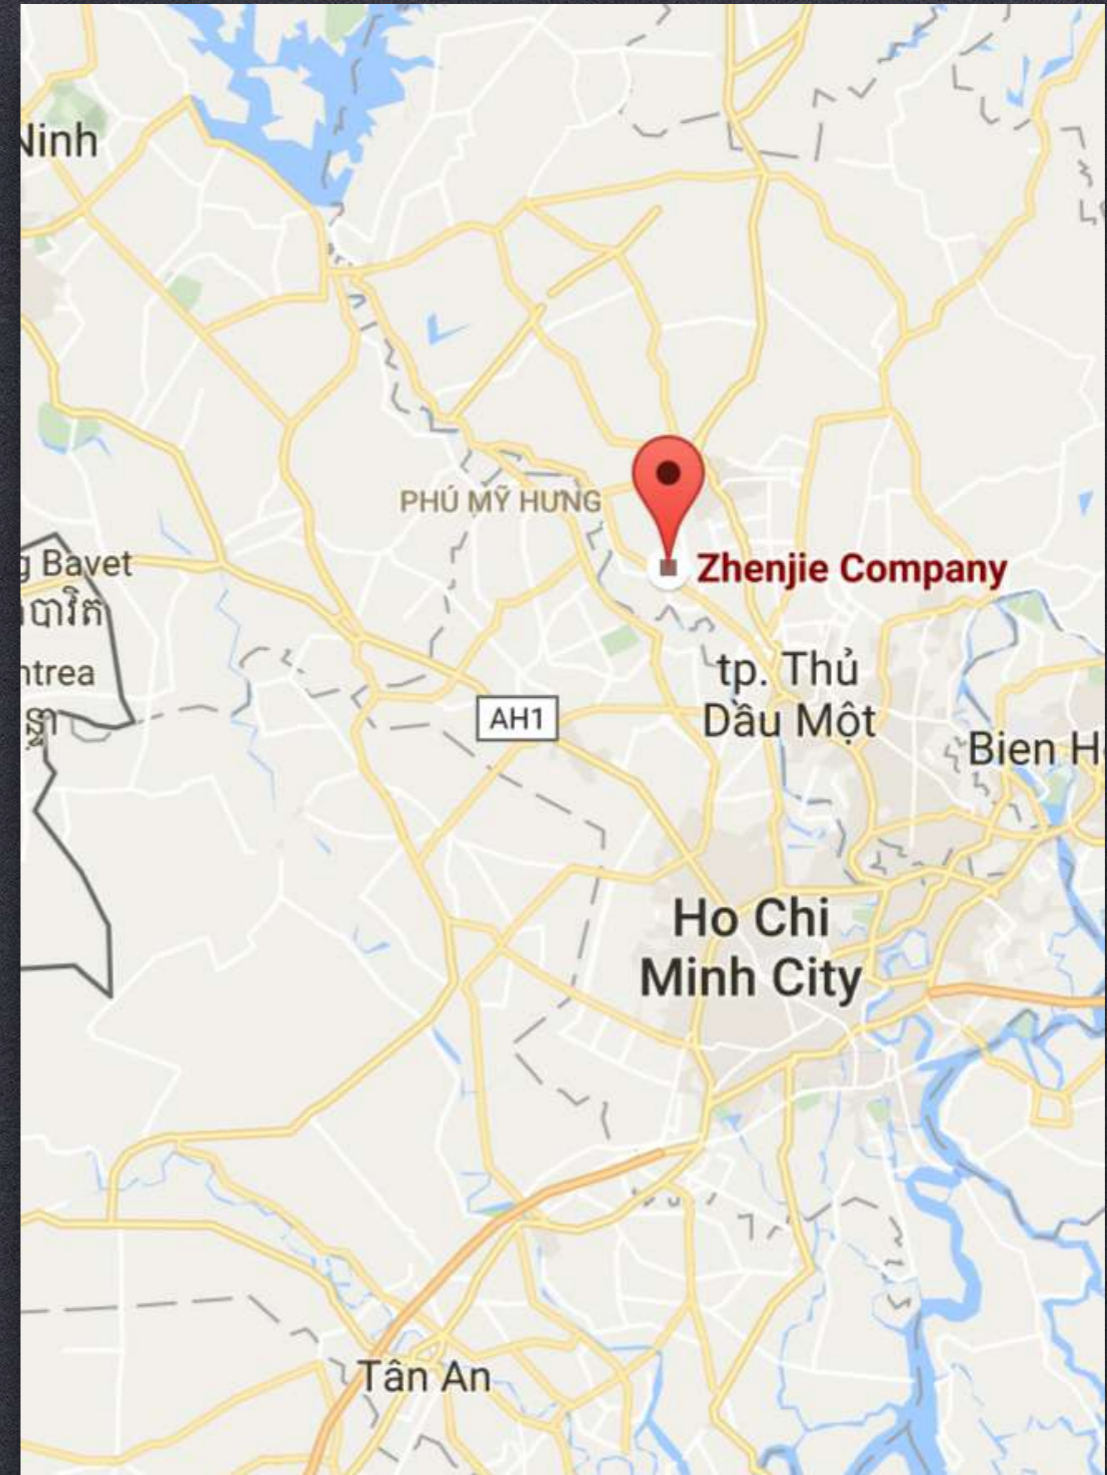 Ninh
PHÚ MỸ HƯNG
Zhenjie Company
g Bavet
បាវិត
ntrea
tp. Thủ
Dầu Một
AH1
Bien H
Ho Chi
Minh City
Tân An